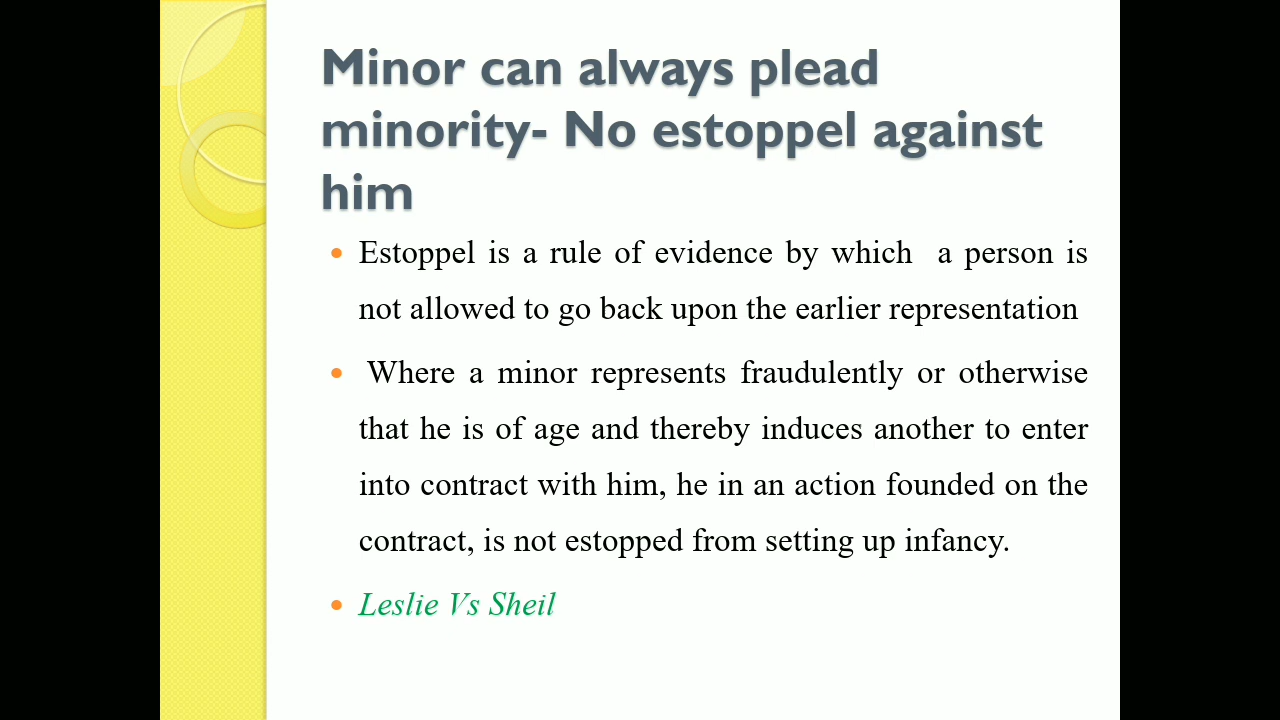 Minor can always plead
minority- No estoppel against
him
• Estoppel is a rule of evidence by which a person is
not allowed to go back upon the earlier representation
• Where a minor represents fraudulently or otherwise
that he is of age and thereby induces another to enter
into contract with him, he in an action founded on the
contract, is not estopped from setting up infancy.
• Leslie Vs Sheil